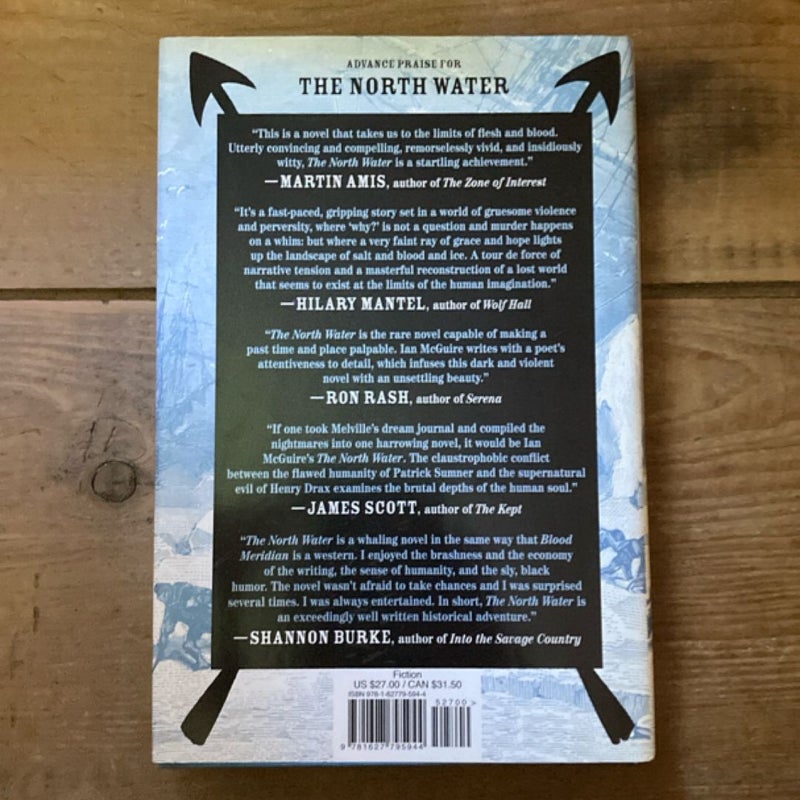 ADVANCE PRAISE FOR
THE NORTH WATER
“This is a novel that takes us to the limits of flesh and blood.
Utterly convincing and compelling, remorselessly vivid, and insidiously
witty, The North Water is a startling achievement.”
—MARTIN AMIS, author of The Zone of Interest
“It’s a fast-paced, gripping story set in a world of gruesome violence
and perversity, where ‘why?’ is not a question and murder happens
on a whim: but where a very faint ray of grace and hope lights
up the landscape of salt and blood and ice. A tour de force of
narrative tension and a masterful reconstruction of a lost world
that seems to exist at the limits of the human imagination.”
—HILARY MANTEL, author of Wolf Hall
“The North Water is the rare novel capable of making a
past time and place palpable. Ian McGuire writes with a poet’s
attentiveness to detail, which infuses this dark and violent
novel with an unsettling beauty.”
—RON RASH, author of Serena
“If one took Melville’s dream journal and compiled the
nightmares into one harrowing novel, it would be Ian
McGuire’s The North Water. The claustrophobic conflict
between the flawed humanity of Patrick Sumner and the supernatural
evil of Henry Drax examines the brutal depths of the human soul.”
—JAMES SCOTT, author of The Kept
“The North Water is a whaling novel in the same way that Blood
Meridian is a western. I enjoyed the brashness and the economy
of the writing, the sense of humanity, and the sly, black
humor. The novel wasn’t afraid to take chances and I was surprised
several times. I was always entertained. In short, The North Water is
an exceedingly well written historical adventure.”
—SHANNON BURKE, author of Into the Savage Country
Fiction
US $27.00 / CAN $31.50
ISBN 978-1-62779-594-4
52700 >
9 781627 795944